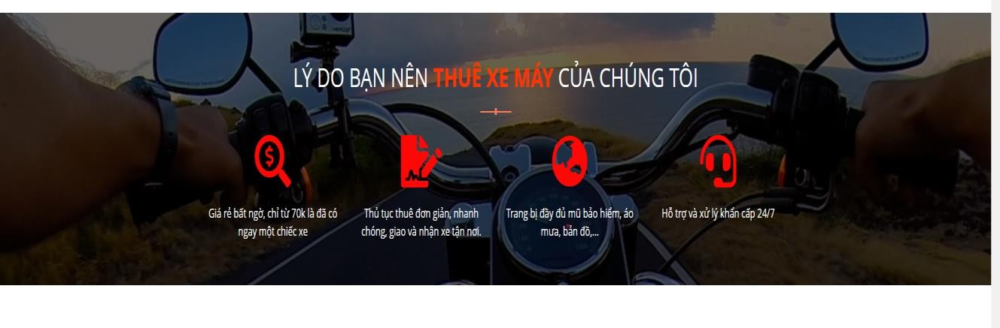 LÝ DO BẠN NÊN THUÊ XE MÁY CỦA CHÚNG TÔI
Giá rẻ bất ngờ, chỉ từ 70k là đã có
ngay một chiếc xe
Thủ tục thuê đơn giản, nhanh
chóng, giao và nhận xe tận nơi.
Trang bị đầy đủ mũ bảo hiểm, áo
mưa, bản đồ,...
Hỗ trợ và xử lý khẩn cấp 24/7